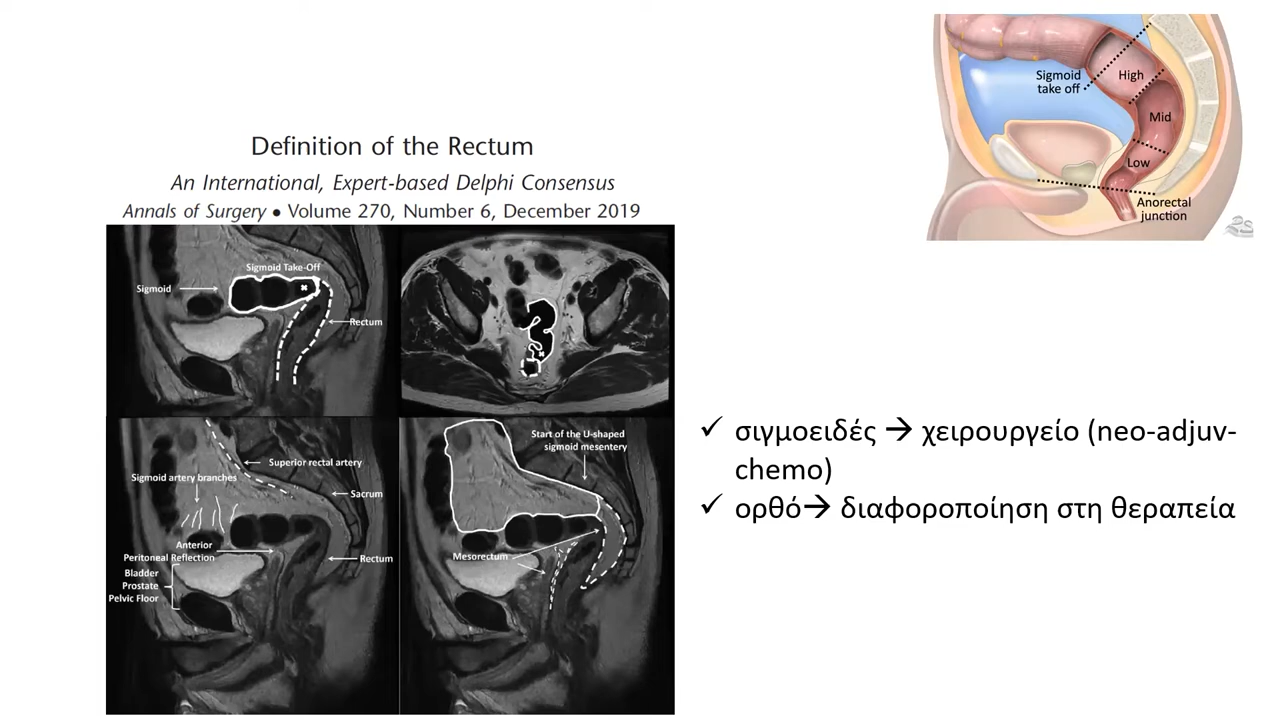 Sigmoid
take off
High
Mid
Low
Anorectal
junction
Definition of the Rectum
An International, Expert-based Delphi Consensus
Annals of Surgery • Volume 270, Number 6, December 2019
Sigmoid Take-Off
Sigmoid
Rectum
Superior rectal artery
Sigmoid artery branches
Sacrum
Anterior
Peritoneal Reflection
Rectum
Bladder
Prostate
Pelvic Floor
Start of the U-shaped
sigmoid mesentery
Mesorectum
✓ σιγμοειδές → χειρουργείο (neo-adjuv-
chemo)
✓ ορθό→ διαφοροποίηση στη θεραπεία